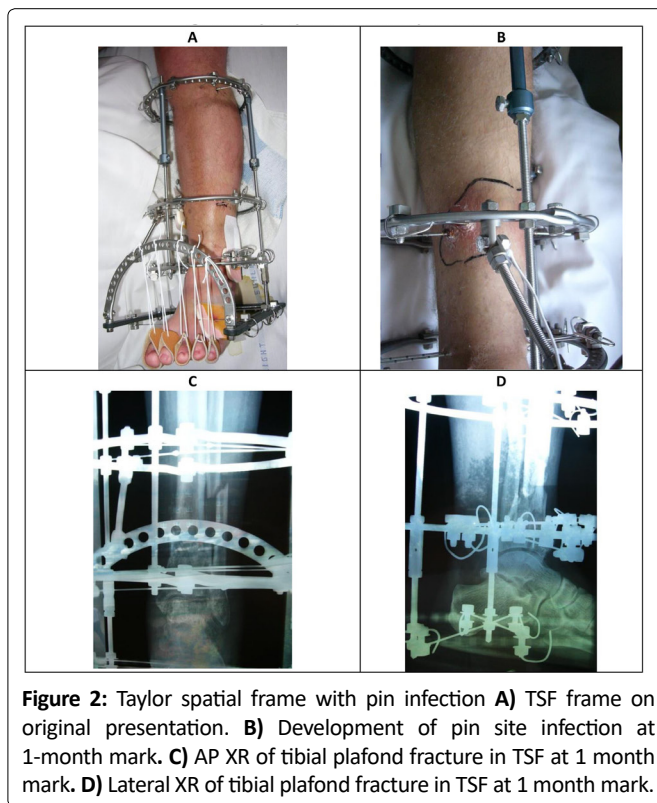 A
B
C
D
Figure 2: Taylor spatial frame with pin infection A) TSF frame on
original presentation. B) Development of pin site infection at
1-month mark. C) AP XR of tibial plafond fracture in TSF at 1 month
mark. D) Lateral XR of tibial plafond fracture in TSF at 1 month mark.